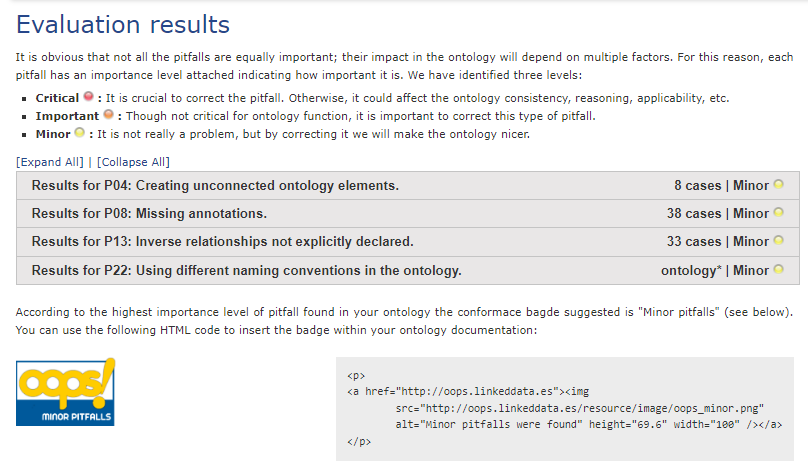 Evaluation results
It is obvious that not all the pitfalls are equally important; their impact in the ontology will depend on multiple factors. For this reason, each
pitfall has an importance level attached indicating how important it is. We have identified three levels:
Critical : It is crucial to correct the pitfall. Otherwise, it could affect the ontology consistency, reasoning, applicability, etc.
Important : Though not critical for ontology function, it is important to correct this type of pitfall.
Minor : It is not really a problem, but by correcting it we will make the ontology nicer.
[Expand All] | [Collapse All]
Results for P04: Creating unconnected ontology elements. 8 cases | Minor
Results for P08: Missing annotations. 38 cases | Minor
Results for P13: Inverse relationships not explicitly declared. 33 cases | Minor
Results for P22: Using different naming conventions in the ontology. ontology* | Minor
According to the highest importance level of pitfall found in your ontology the conformace bagde suggested is "Minor pitfalls" (see below).
You can use the following HTML code to insert the badge within your ontology documentation:
oops!
MINOR PITFALLS
<p>
<a href="http://oops.linkeddata.es"><img
src="http://oops.linkeddata.es/resource/image/oops_minor.png"
alt="Minor pitfalls were found" height="69.6" width="100" /></a>
</p>